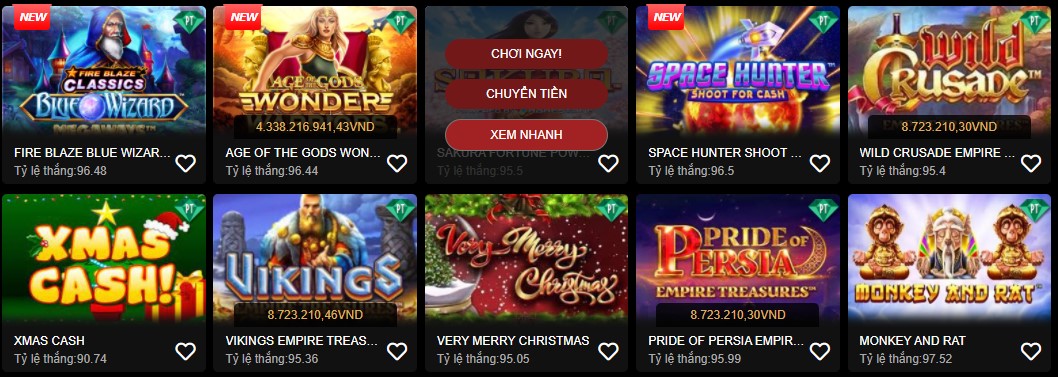 NEW
PT
FIRE BLAZE
CLASSICS
BLUE WIZARD
FIRE BLAZE BLUE WIZAR...
Tỷ lệ thắng:96.48
NEW
PT
AGE OF THE GODS
WONDER
4.338.216.941,43VND
AGE OF THE GODS WON...
Tỷ lệ thắng:96.44
PT
CHƠI NGAY!
CHUYỂN TIỀN
XEM NHANH
SAKURA FORTUNE POW...
Tỷ lệ thắng:95.5
NEW
PT
SPACE HUNTER™
SHOOT FOR CASH
SPACE HUNTER SHOOT ...
Tỷ lệ thắng:96.5
PT
Wild
Crusade™
8.723.210,30VND
WILD CRUSADE EMPIRE ...
Tỷ lệ thắng:95.4
PT
XMAS
CASH!
XMAS CASH
Tỷ lệ thắng:90.74
PT
VIKINGS
8.723.210,46VND
VIKINGS EMPIRE TREAS...
Tỷ lệ thắng:95.36
PT
Very Merry
Christmas
VERY MERRY CHRISTMAS
Tỷ lệ thắng:95.05
PT
PRIDE OF
PERSIA
EMPIRE TREASURES™
8.723.210,30VND
PRIDE OF PERSIA EMPIR...
Tỷ lệ thắng:95.99
PT
MONKEY AND RAT™
MONKEY AND RAT
Tỷ lệ thắng:97.52